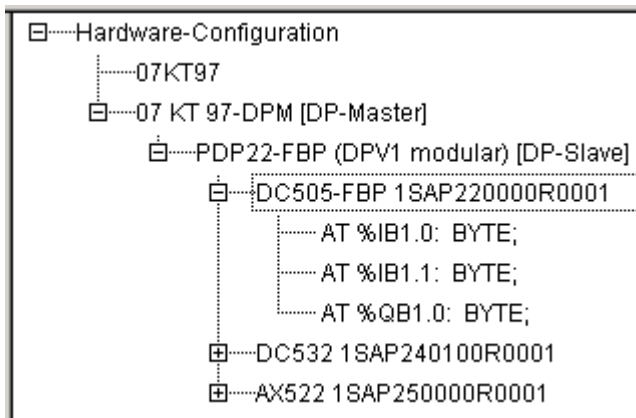 Hardware-Configuration
07KT97
07 KT 97-DPM [DP-Master]
PDP22-FBP (DPV1 modular) [DP-Slave]
DC505-FBP 1SAP220000R0001
AT %IB1.0: BYTE;
AT %IB1.1: BYTE;
AT %QB1.0: BYTE;
DC532 1SAP240100R0001
AX522 1SAP250000R0001